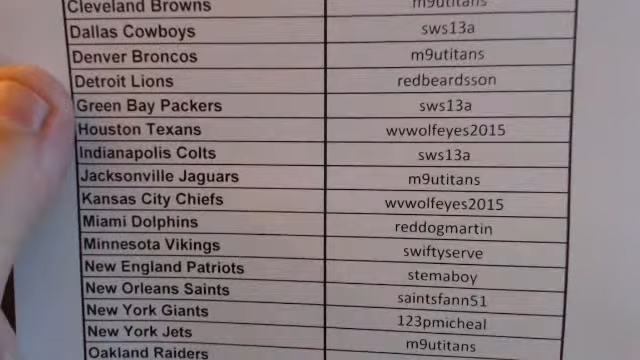 Cleveland Browns m9utitans
Dallas Cowboys sws13a
Denver Broncos m9utitans
Detroit Lions redbeardsson
Green Bay Packers sws13a
Houston Texans wvwolfeyes2015
Indianapolis Colts sws13a
Jacksonville Jaguars m9utitans
Kansas City Chiefs wvwolfeyes2015
Miami Dolphins reddogmartin
Minnesota Vikings swiftyserve
New England Patriots stemaboy
New Orleans Saints saintsfann51
New York Giants 123pmicheal
New York Jets m9utitans
Oakland Raiders